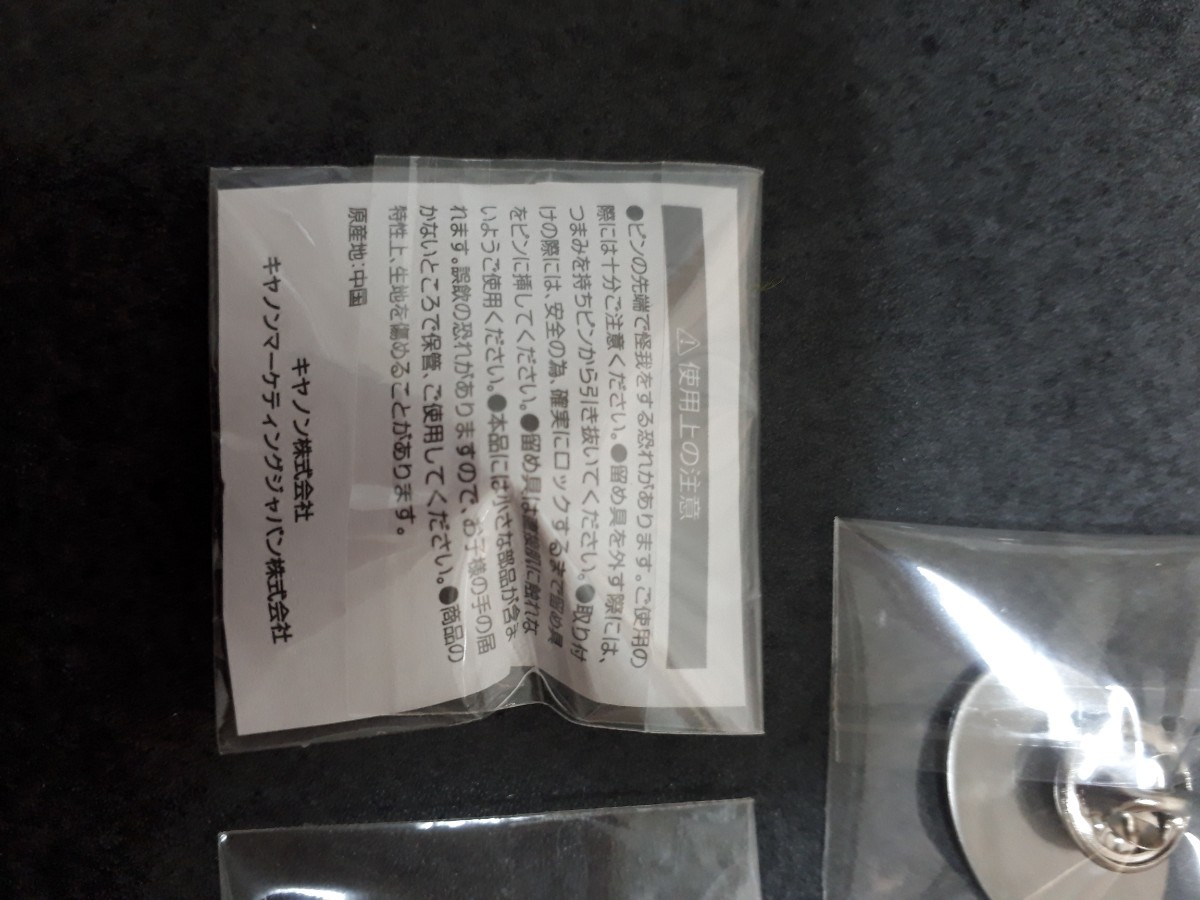 ⚠使用上の注意
●ピンの先端で怪我をする恐れがあります。ご使用の
際には十分ご注意ください。●留め具を外す際には、
つまみを持ちピンから引き抜いてください。●取り付
けの際には、安全の為、確実にロックするまで留め具
をピンに挿してください。●留め具は直接肌に触れな
いようご使用ください。●本品には小さな部品が含ま
れます。誤飲の恐れがありますので、お子様の手の届
かないところで保管、ご使用してください。●商品の
特性上、生地を傷めることがあります。
原産地:中国
キヤノン株式会社
キヤノンマーケティングジャパン株式会社